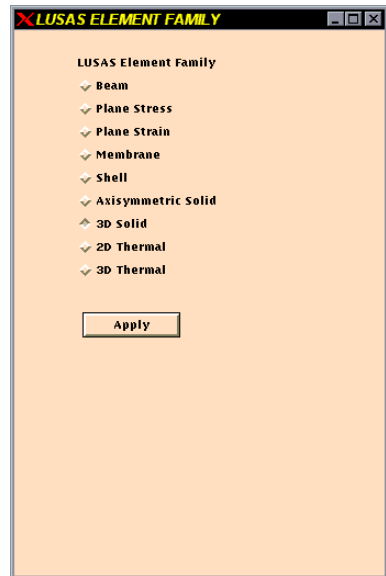 LUSAS ELEMENT FAMILY
LUSAS Element Family
Beam
Plane Stress
Plane Strain
Membrane
Shell
Axisymmetric Solid
3D Solid
2D Thermal
3D Thermal
Apply